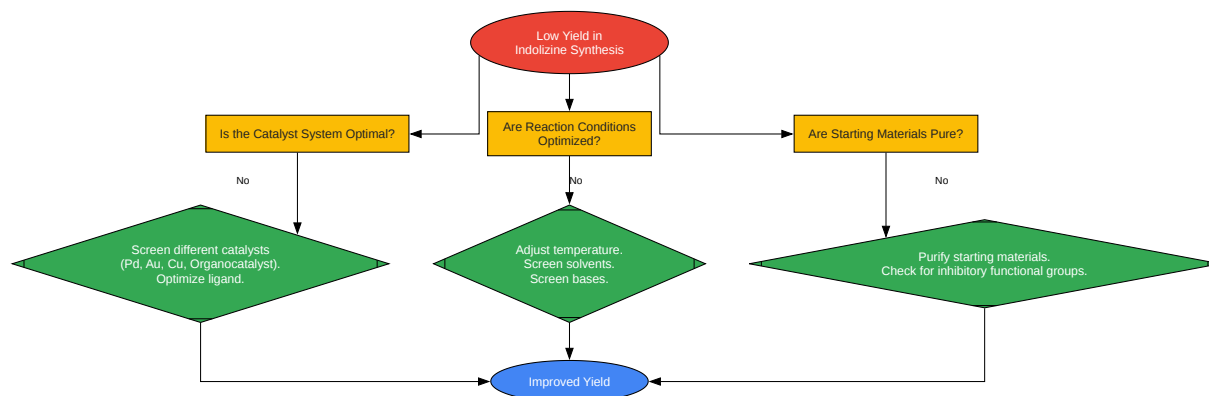 Low Yield in
Indolizine Synthesis
Is the Catalyst System Optimal?
Are Reaction Conditions
Optimized?
Are Starting Materials Pure?
No
No
No
Screen different catalysts
(Pd, Au, Cu, Organocatalyst).
Optimize ligand.
Adjust temperature.
Screen solvents.
Screen bases.
Purify starting materials.
Check for inhibitory functional groups.
Improved Yield